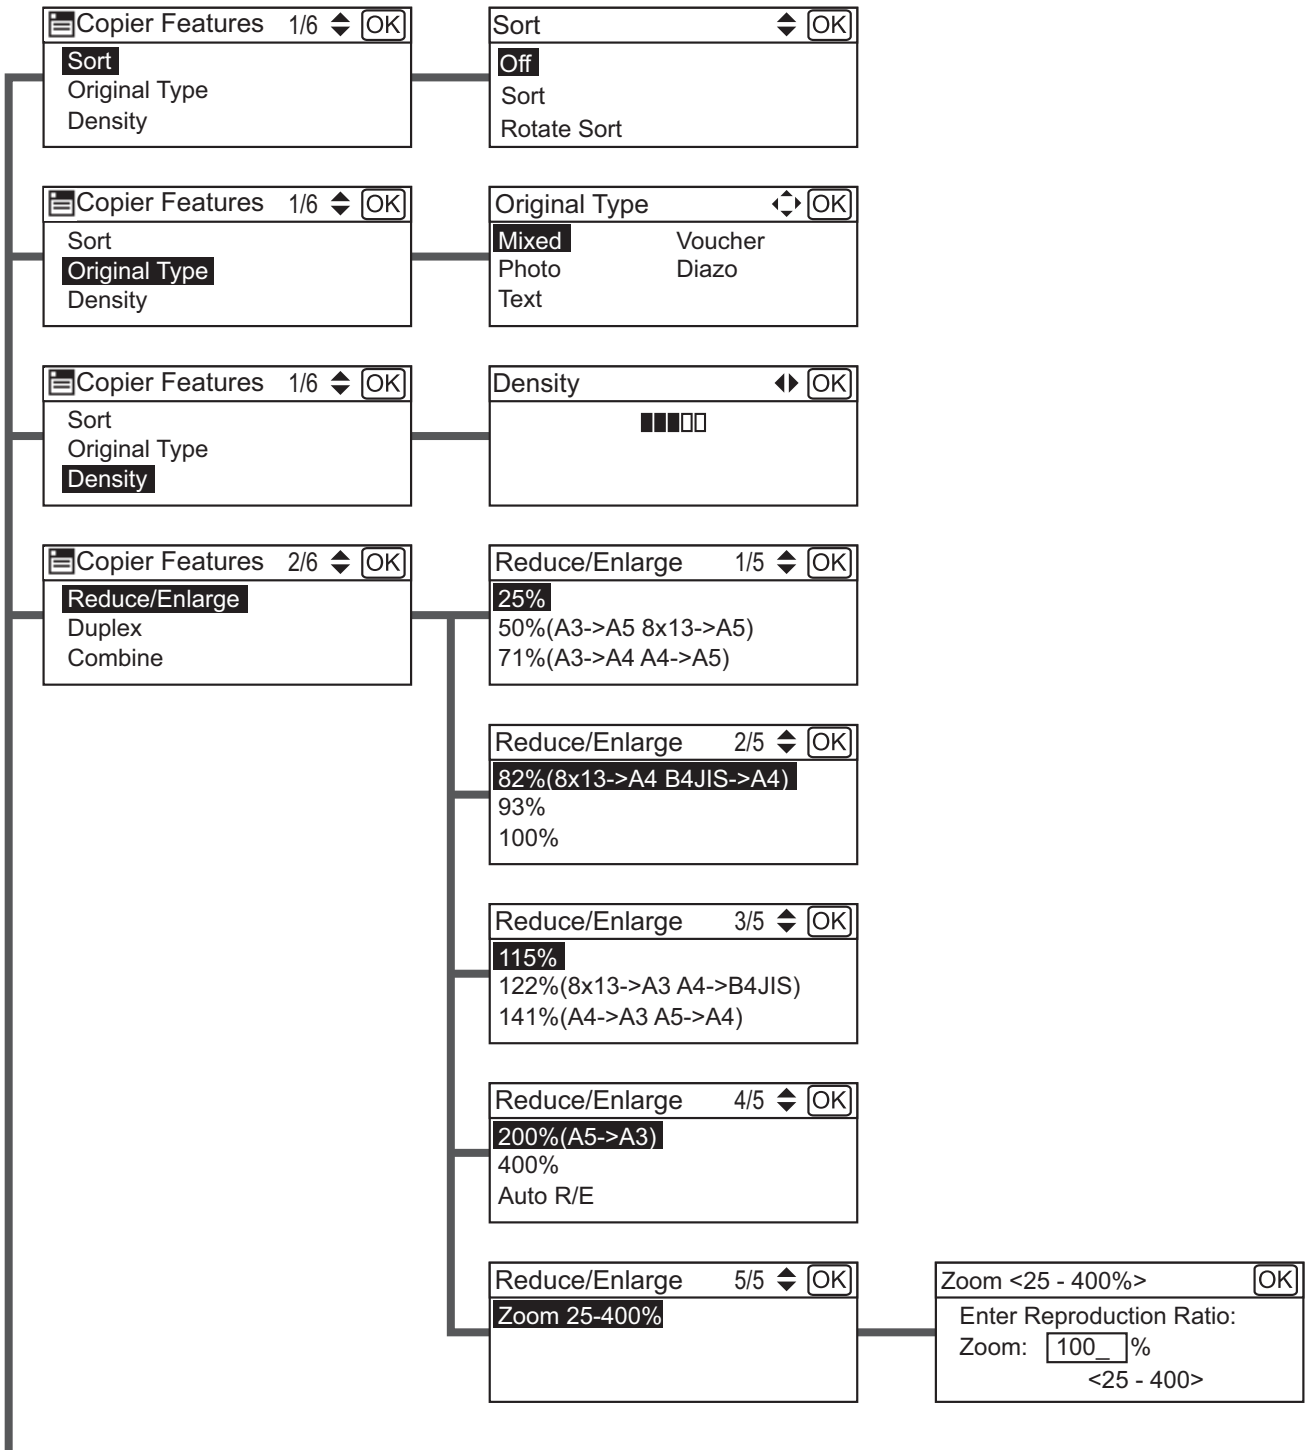 Copier Features 1/6 OK
Sort
Original Type
Density
Sort OK
Off
Sort
Rotate Sort
Copier Features 1/6 OK
Sort
Original Type
Density
Original Type OK
Mixed Voucher
Photo Diazo
Text
Copier Features 1/6 OK
Sort
Original Type
Density
Density OK
Copier Features 2/6 OK
Reduce/Enlarge
Duplex
Combine
Reduce/Enlarge 1/5 OK
25%
50%(A3->A5 8x13->A5)
71%(A3->A4 A4->A5)
Reduce/Enlarge 2/5 OK
82%(8x13->A4 B4JIS->A4)
93%
100%
Reduce/Enlarge 3/5 OK
115%
122%(8x13->A3 A4->B4JIS)
141%(A4->A3 A5->A4)
Reduce/Enlarge 4/5 OK
200%(A5->A3)
400%
Auto R/E
Reduce/Enlarge 5/5 OK
Zoom 25-400%
Zoom <25 - 400%> OK
Enter Reproduction Ratio:
Zoom: 100_ %
<25 - 400>